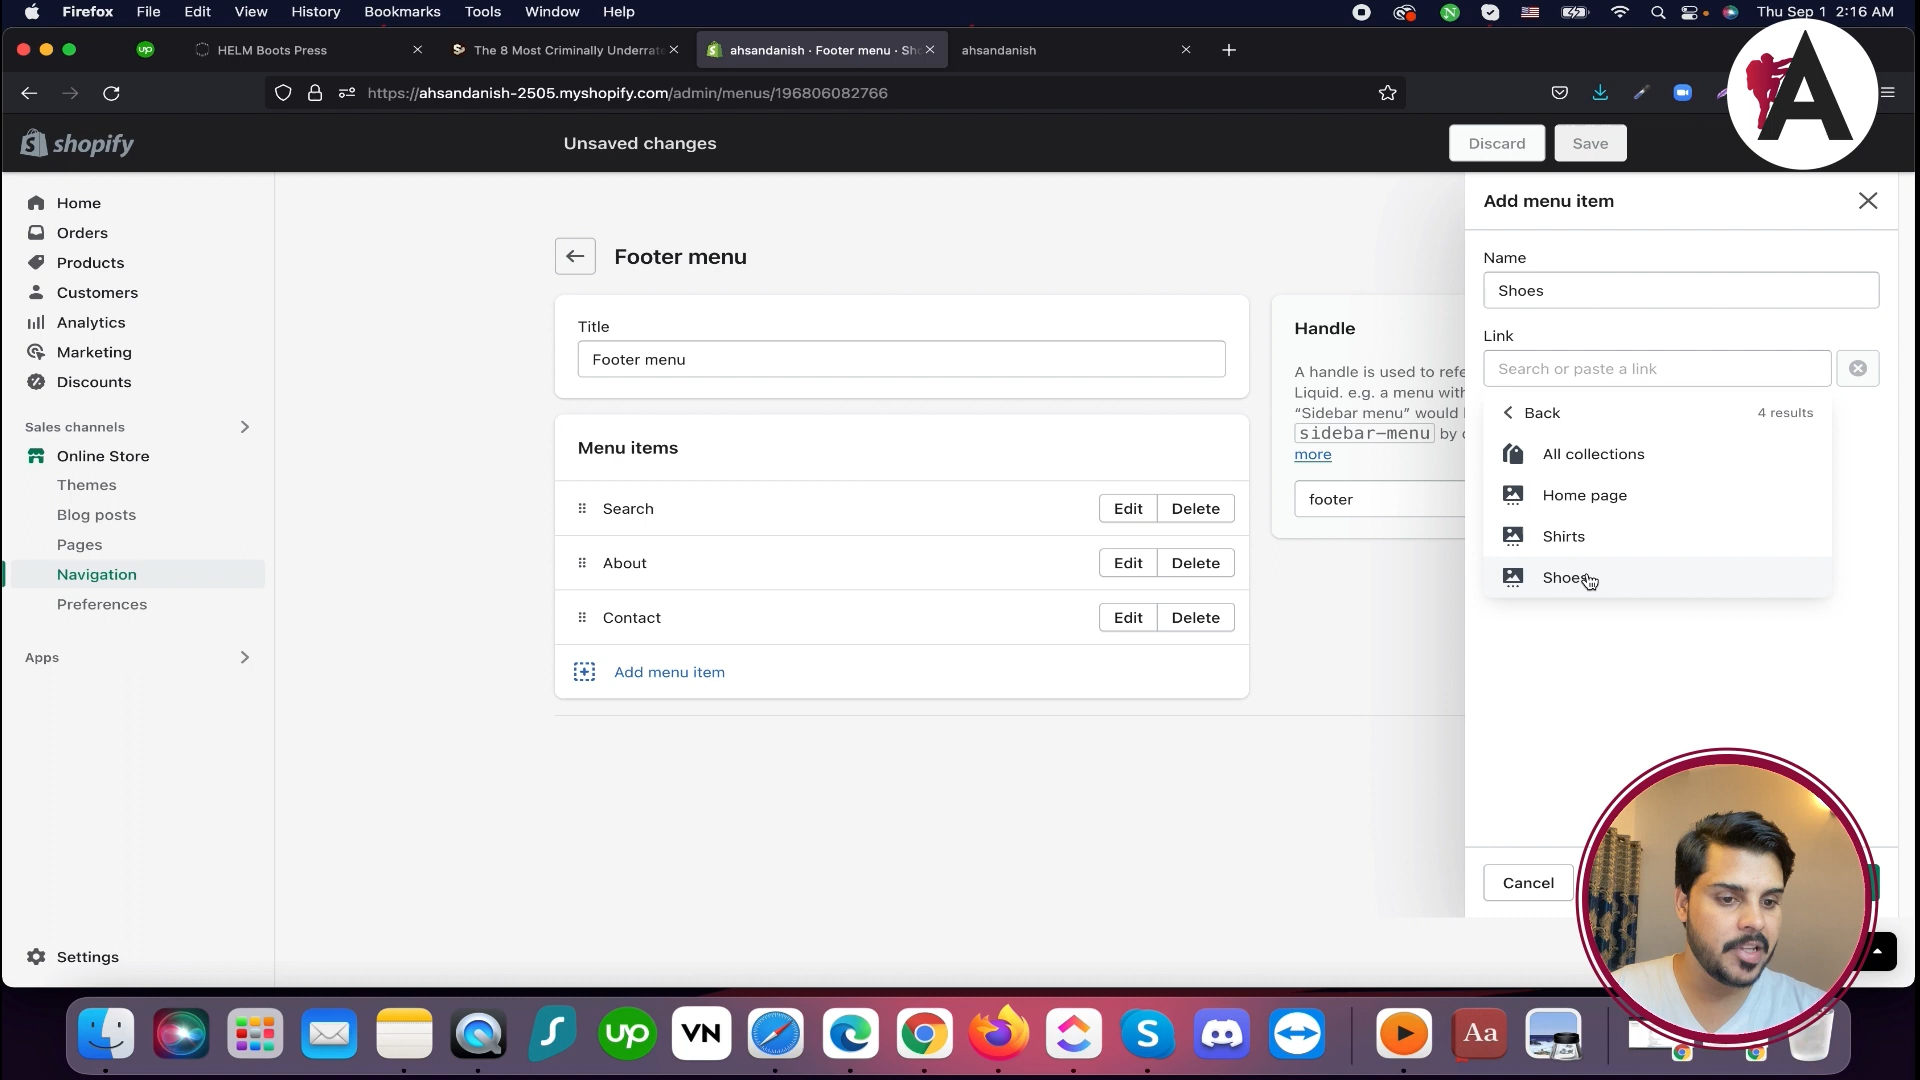 Firefox File Edit View History Bookmarks Tools Window Help Thu Sep 1 2:16 AM
up HELM Boots Press The 8 Most Criminally Underrat ahsandanish · Footer menu · Sh ahsandanish
https://ahsandanish-2505.myshopify.com/admin/menus/196806082766
shopify Unsaved changes Discard Save
A
Home
Orders
Products
Customers
Analytics
Marketing
Discounts
Sales channels
Online Store
Themes
Blog posts
Pages
Navigation
Preferences
Apps
Settings
Footer menu
Title
Footer menu
Menu items
Search Edit Delete
About Edit Delete
Contact Edit Delete
Add menu item
Handle
A handle is used to refe
Liquid. e.g. a menu with
"Sidebar menu" would
sidebar-menu by
more
footer
Add menu item
Name
Shoes
Link
Search or paste a link
Back 4 results
All collections
Home page
Shirts
Shoes
Cancel
up VN S Aa